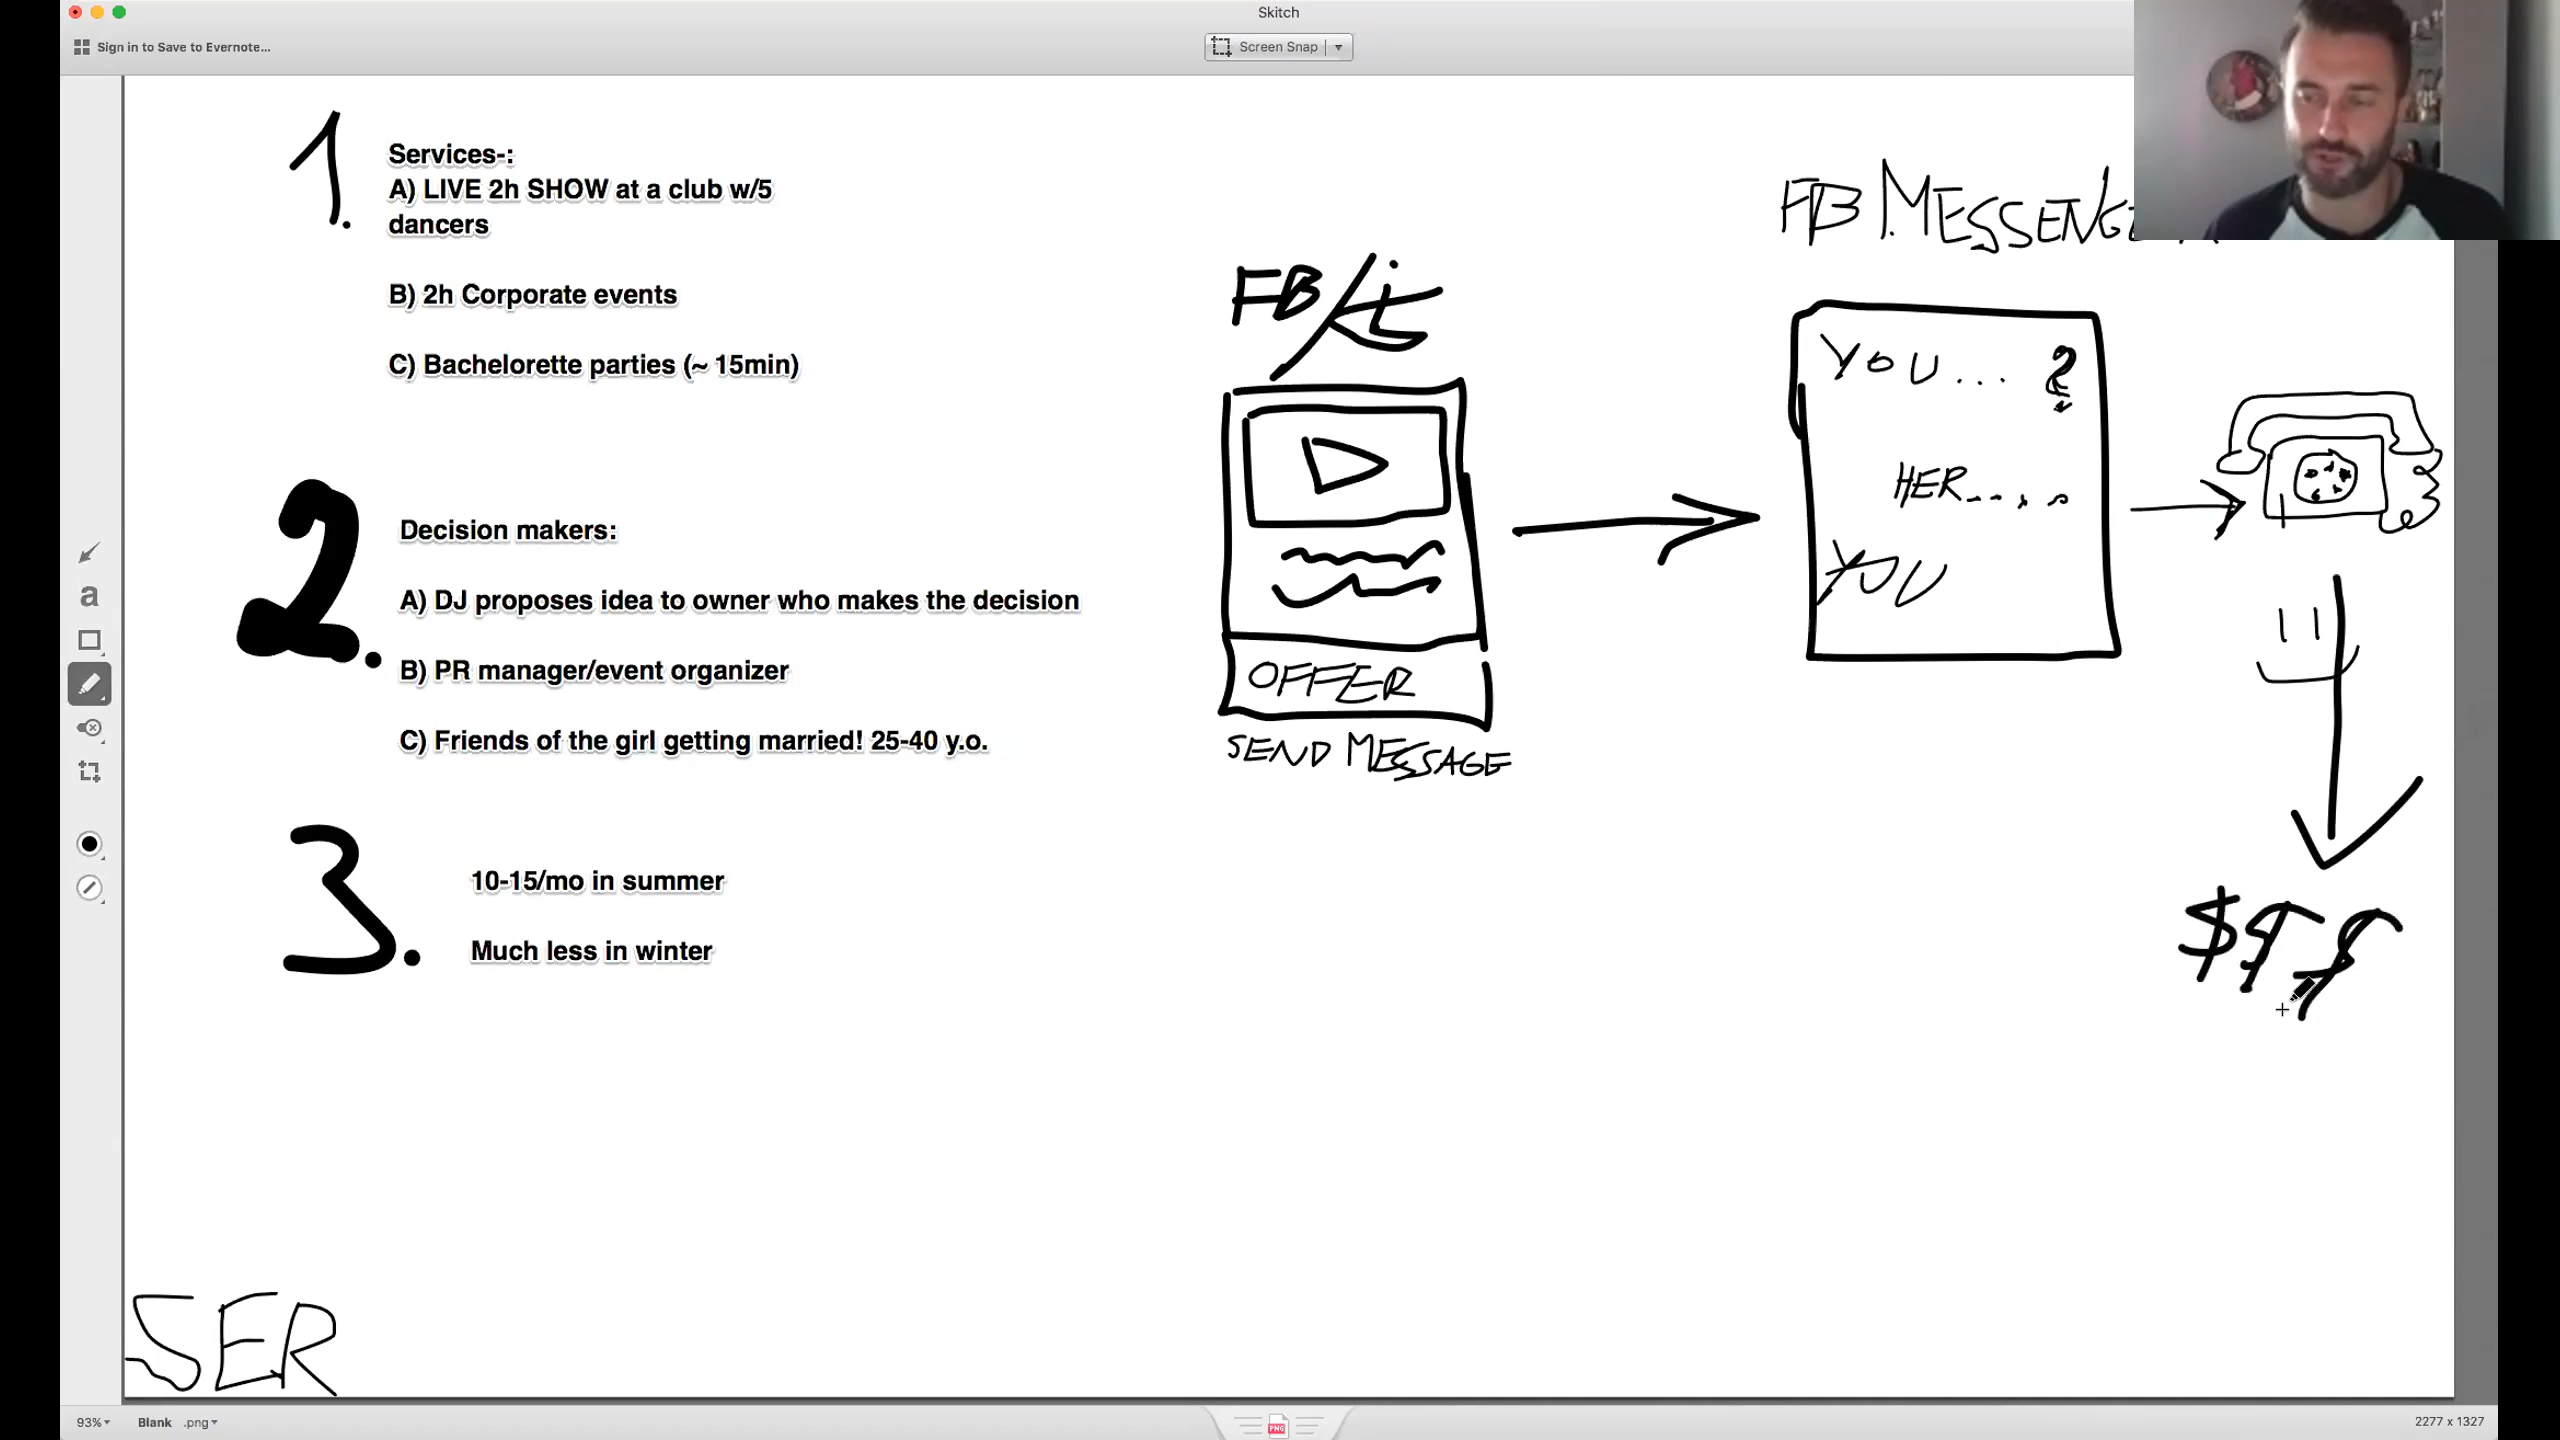 Skitch
Sign in to Save to Evernote...
Screen Snap
1.
Services-:
A) LIVE 2h SHOW at a club w/5
dancers
B) 2h Corporate events
C) Bachelorette parties (~ 15min)
2.
Decision makers:
A) DJ proposes idea to owner who makes the decision
B) PR manager/event organizer
C) Friends of the girl getting married! 25-40 y.o.
3.
10-15/mo in summer
Much less in winter
FB/
OFFER
SEND MESSAGE
FB MESSENG
YOU... ?
HER.....
YOU
$$$
SER
a
93%
Blank .png
PNG
2277 x 1327